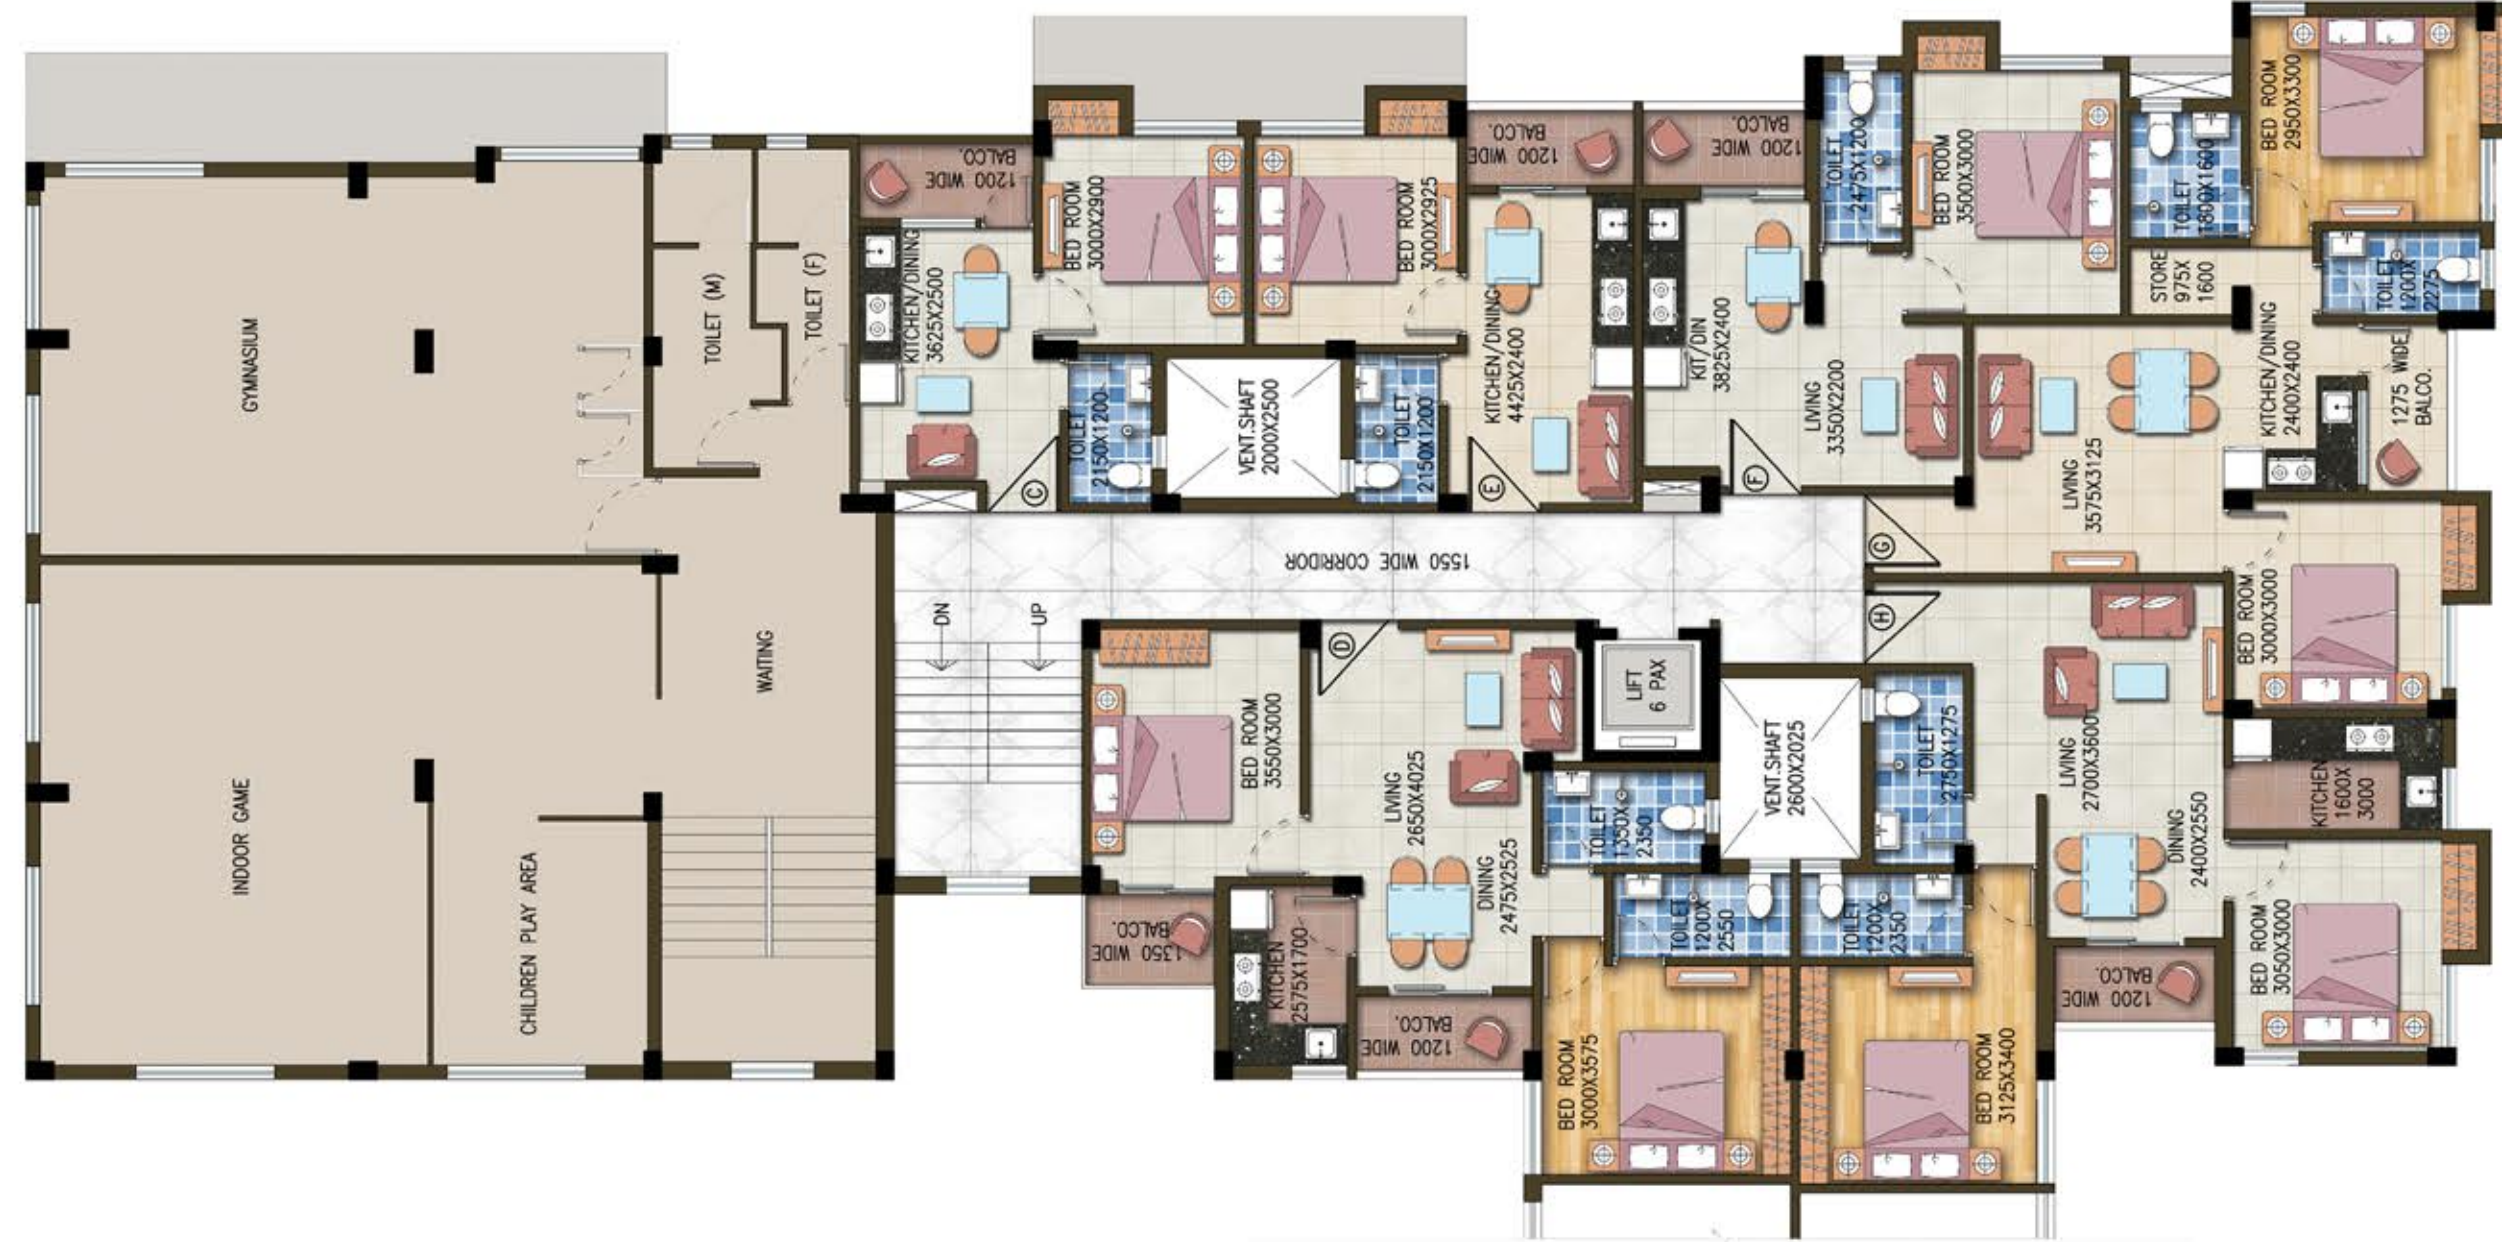 GYMNASIUM
TOILET (M)
TOILET (F)
INDOOR GAME
CHILDREN PLAY AREA
WAITING
1200 WIDE
BALCO.
KITCHEN/DINING
3625X2500
BED ROOM
3000X2900
TOILET
2150X1200
C
VENT.SHAFT
2000X2500
BED ROOM
3000X2925
TOILET
2150X1200
1200 WIDE
BALCO.
KITCHEN/DINING
4425X2400
E
1200 WIDE
BALCO.
KIT/DIN
3825X2400
LIVING
3350X2200
F
TOILET
2475X1200
BED ROOM
3500X3000
TOILET
1800X1600
BED ROOM
2950X3300
STORE
975X
1600
TOILET
1200X
2275
KITCHEN/DINING
2400X2400
1275 WIDE
BALCO.
LIVING
3575X3125
G
BED ROOM
3000X3000
1550 WIDE CORRIDOR
DN
UP
D
BED ROOM
3550X3000
LIVING
2650X4025
LIFT
6 PAX
VENT.SHAFT
2600X2025
TOILET
1350X
2350
DINING
2475X2525
1350 WIDE
BALCO.
KITCHEN
2575X1700
1200 WIDE
BALCO.
TOILET
1200X
2550
BED ROOM
3000X3575
H
TOILET
2750X1275
LIVING
2700X3600
KITCHEN
1600X
3000
DINING
2400X2550
TOILET
1200X
2350
BED ROOM
3125X3400
1200 WIDE
BALCO.
BED ROOM
3050X3000